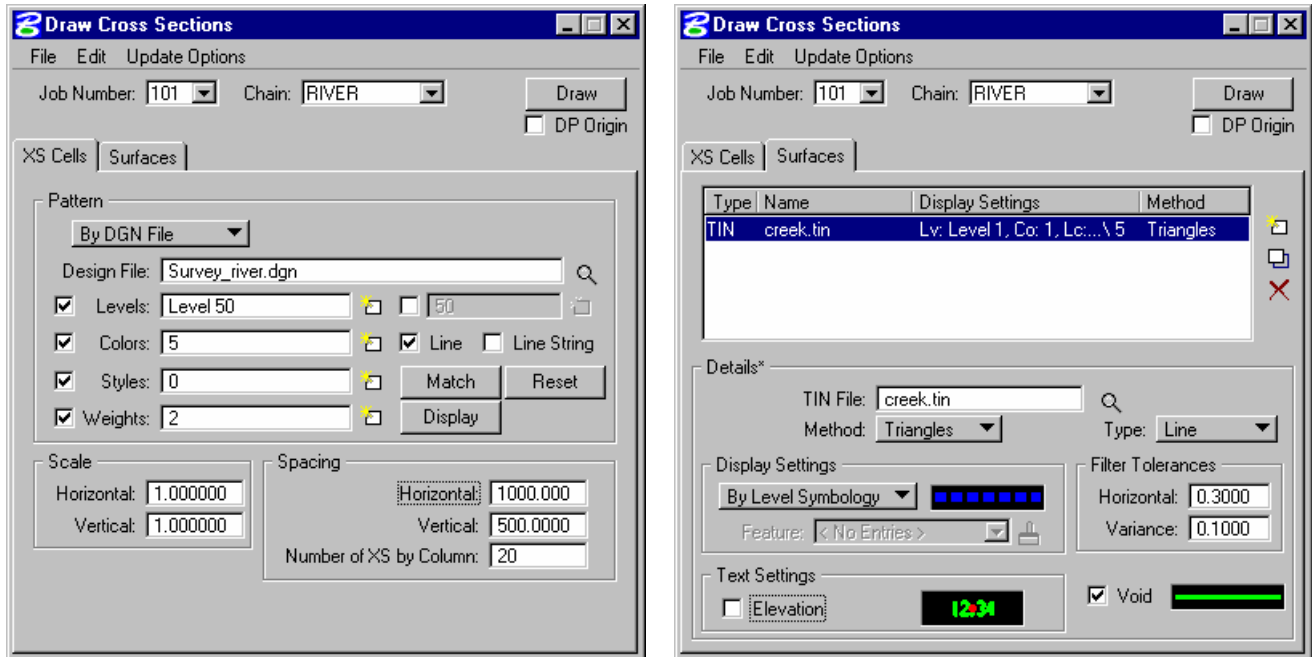 Draw Cross Sections
File Edit Update Options
Job Number: 101 Chain: RIVER Draw
DP Origin
XS Cells Surfaces
Pattern
By DGN File
Design File: Survey_river.dgn
Levels: Level 50 50
Colors: 5 Line Line String
Styles: 0 Match Reset
Weights: 2 Display
Scale
Horizontal: 1.000000
Vertical: 1.000000
Spacing
Horizontal: 1000.000
Vertical: 500.0000
Number of XS by Column: 20
Draw Cross Sections
File Edit Update Options
Job Number: 101 Chain: RIVER Draw
DP Origin
XS Cells Surfaces
Type Name Display Settings Method
TIN creek.tin Lv: Level 1, Co: 1, Lc:...\ 5 Triangles
Details*
TIN File: creek.tin
Method: Triangles Type: Line
Display Settings
By Level Symbology
Feature: < No Entries >
Filter Tolerances
Horizontal: 0.3000
Variance: 0.1000
Text Settings
Elevation 12.34
Void